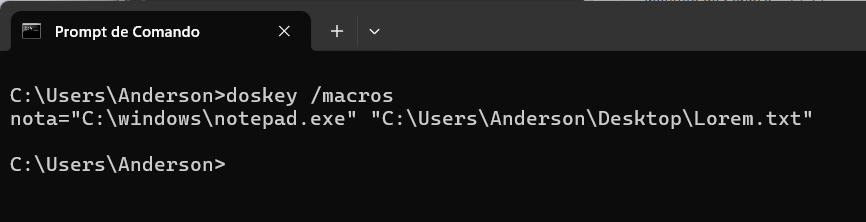 Prompt de Comando
C:\Users\Anderson>doskey /macros
nota="C:\windows\notepad.exe" "C:\Users\Anderson\Desktop\Lorem.txt"
C:\Users\Anderson>